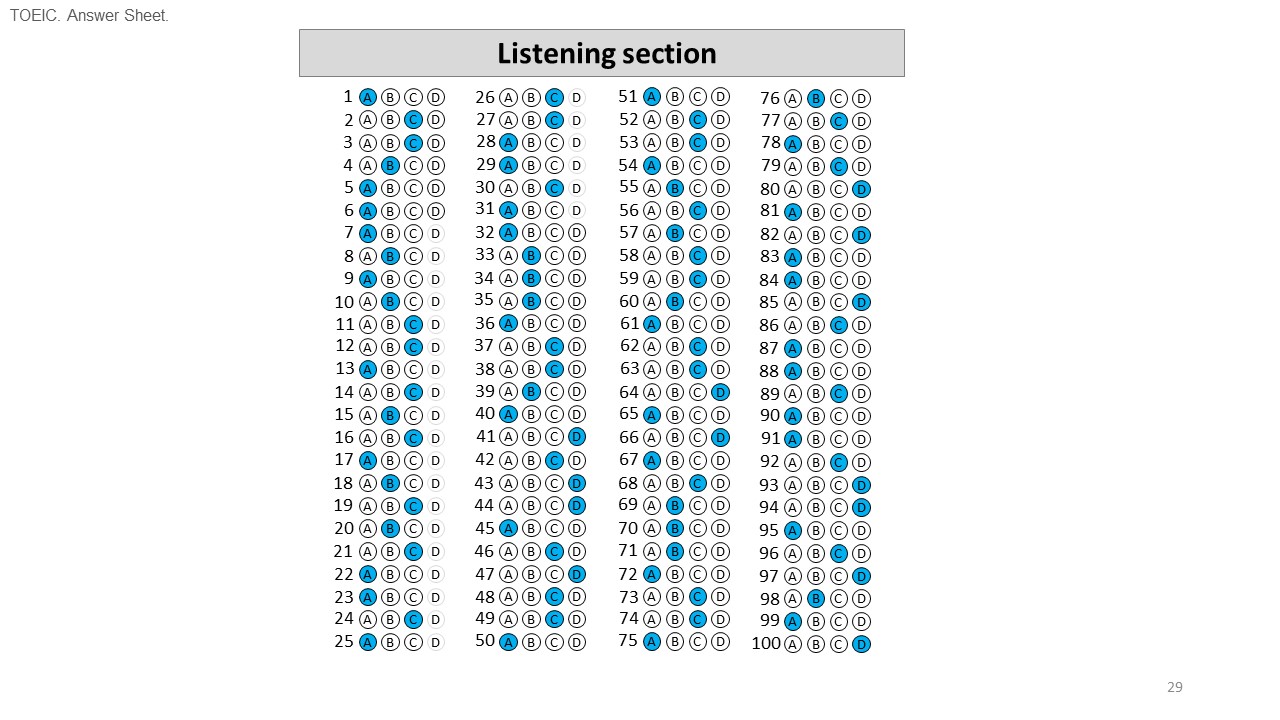 TOEIC. Answer Sheet.
Listening section
1 A B C D
2 A B C D
3 A B C D
4 A B C D
5 A B C D
6 A B C D
7 A B C D
8 A B C D
9 A B C D
10 A B C D
11 A B C D
12 A B C D
13 A B C D
14 A B C D
15 A B C D
16 A B C D
17 A B C D
18 A B C D
19 A B C D
20 A B C D
21 A B C D
22 A B C D
23 A B C D
24 A B C D
25 A B C D
26 A B C D
27 A B C D
28 A B C D
29 A B C D
30 A B C D
31 A B C D
32 A B C D
33 A B C D
34 A B C D
35 A B C D
36 A B C D
37 A B C D
38 A B C D
39 A B C D
40 A B C D
41 A B C D
42 A B C D
43 A B C D
44 A B C D
45 A B C D
46 A B C D
47 A B C D
48 A B C D
49 A B C D
50 A B C D
51 A B C D
52 A B C D
53 A B C D
54 A B C D
55 A B C D
56 A B C D
57 A B C D
58 A B C D
59 A B C D
60 A B C D
61 A B C D
62 A B C D
63 A B C D
64 A B C D
65 A B C D
66 A B C D
67 A B C D
68 A B C D
69 A B C D
70 A B C D
71 A B C D
72 A B C D
73 A B C D
74 A B C D
75 A B C D
76 A B C D
77 A B C D
78 A B C D
79 A B C D
80 A B C D
81 A B C D
82 A B C D
83 A B C D
84 A B C D
85 A B C D
86 A B C D
87 A B C D
88 A B C D
89 A B C D
90 A B C D
91 A B C D
92 A B C D
93 A B C D
94 A B C D
95 A B C D
96 A B C D
97 A B C D
98 A B C D
99 A B C D
100 A B C D
29